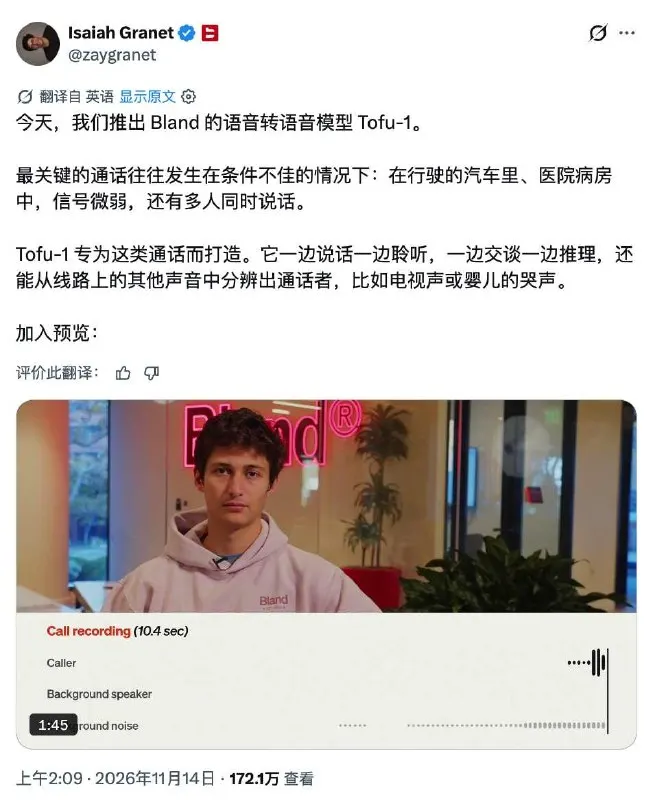 Isaiah Granet
@zaygranet
翻译自 英语 显示原文
今天，我们推出 Bland 的语音转语音模型 Tofu-1。
最关键的通话往往发生在条件不佳的情况下：在行驶的汽车里、医院病房
中，信号微弱，还有多人同时说话。
Tofu-1 专为这类通话而打造。它一边说话一边聆听，一边交谈一边推理，还
能从线路上的其他声音中分辨出通话者，比如电视声或婴儿的哭声。
加入预览：
评价此翻译：
Bland®
Bland
Call recording (10.4 sec)
Caller
Background speaker
1:45 ground noise
上午2:09 · 2026年11月14日 · 172.1万 查看